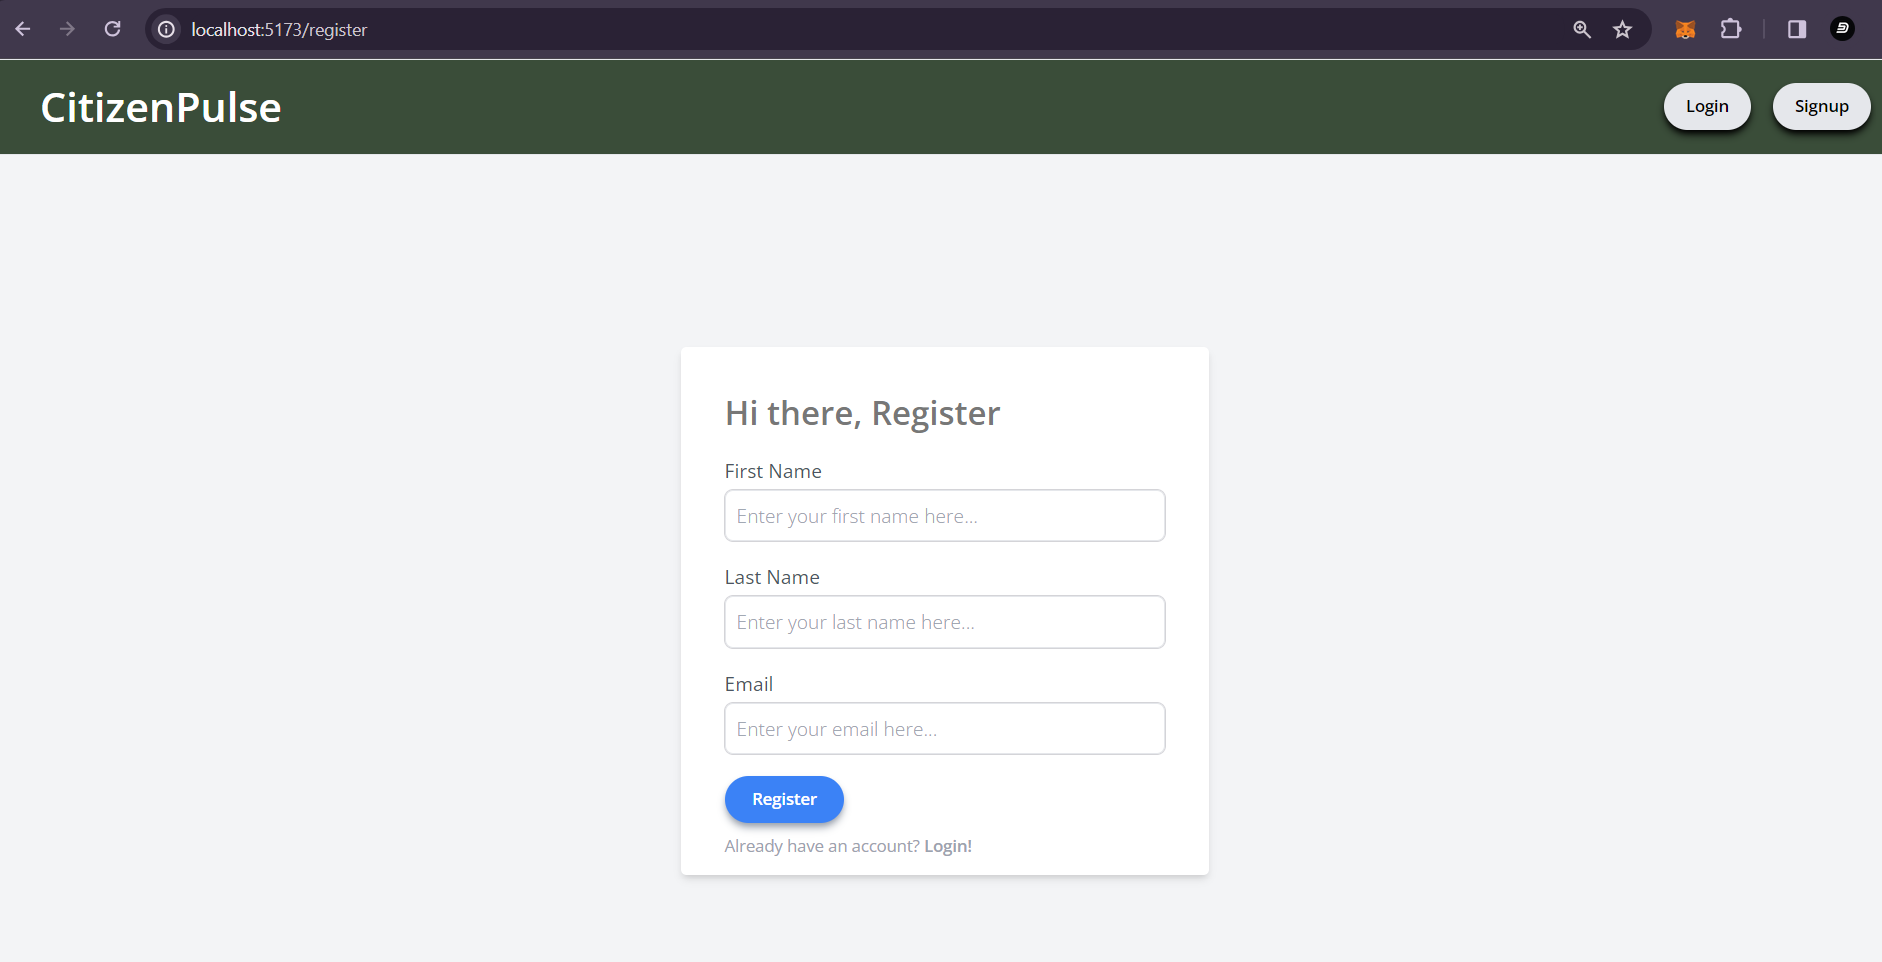 localhost:5173/register
CitizenPulse
Login
Signup
Hi there, Register
First Name
Enter your first name here...
Last Name
Enter your last name here...
Email
Enter your email here...
Register
Already have an account? Login!